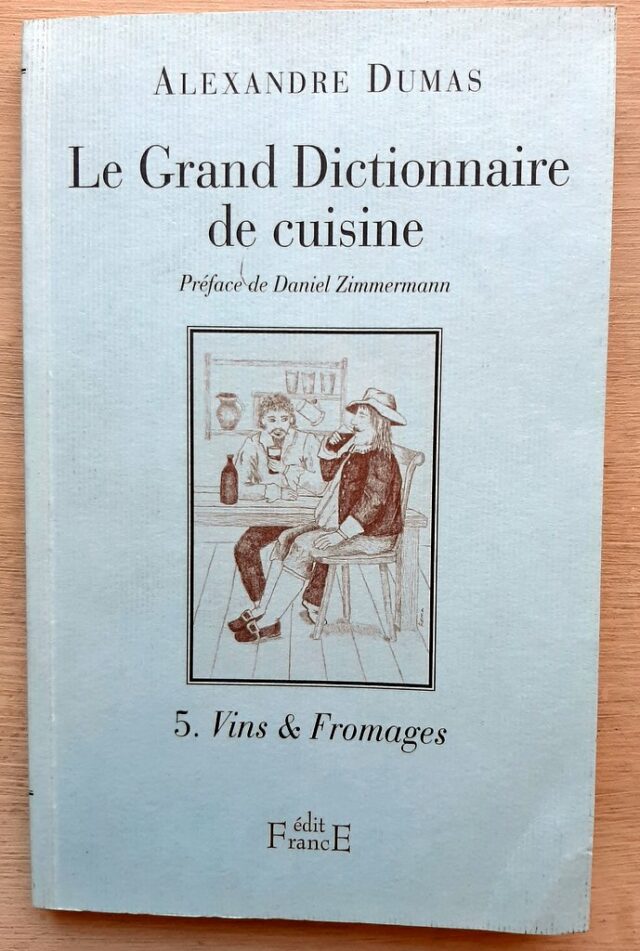 ALEXANDRE DUMAS
Le Grand Dictionnaire
de cuisine
Préface de Daniel Zimmermann
5. Vins & Fromages
édit
FrancE